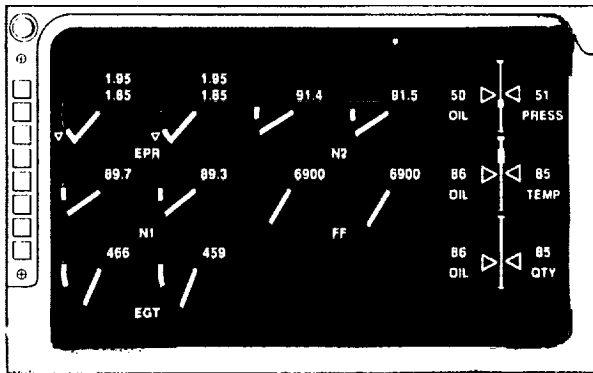 1.95 1.95
1.85 1.85 91.4 91.5 50 51
OIL PRESS
EPR N2
89.7 89.3 6900 6900 86 85
OIL TEMP
N1 FF
466 459 86 85
OIL QTY
EGT